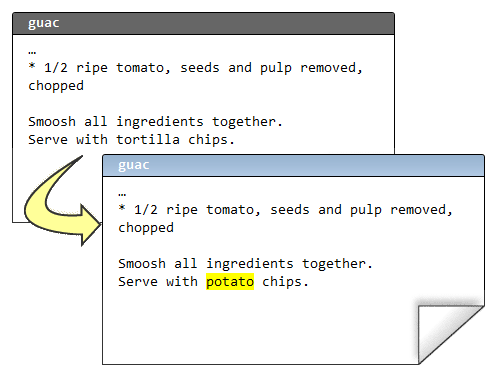 guac
…
* 1/2 ripe tomato, seeds and pulp removed,
chopped
Smoosh all ingredients together.
Serve with tortilla chips.
guac
…
* 1/2 ripe tomato, seeds and pulp removed,
chopped
Smoosh all ingredients together.
Serve with potato chips.